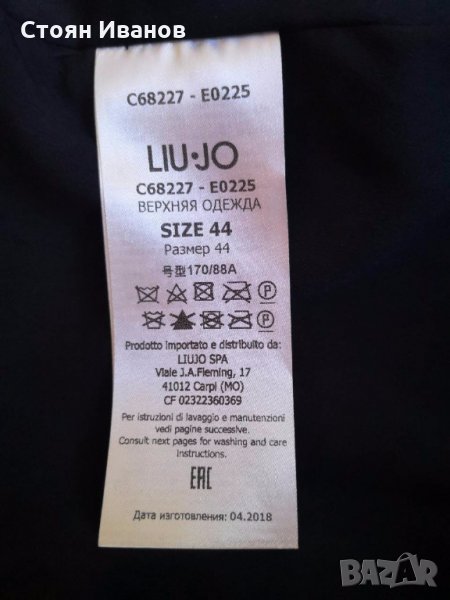 Стоян Иванов
C68227 - E0225
LIU·JO
C68227 - E0225
ВЕРХНЯЯ ОДЕЖДА
SIZE 44
Размер 44
号型170/88A
P
P
Prodotto importato e distribuito da:
LIUJO SPA
Viale J.A.Fleming, 17
41012 Carpi (MO)
CF 02322360369
Per istruzioni di lavaggio e manutenzioni
vedi pagine successive.
Consult next pages for washing and care
instructions.
EAC
Дата изготовления: 04.2018
BAZAR